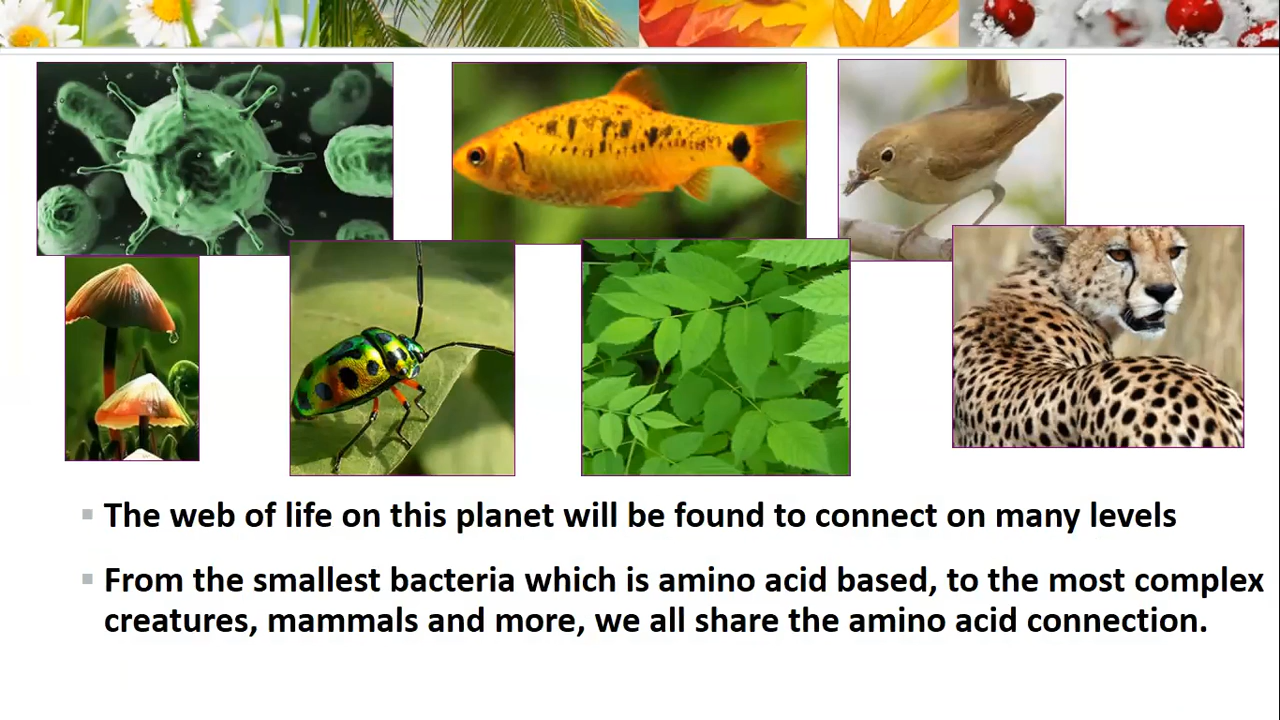 The web of life on this planet will be found to connect on many levels
From the smallest bacteria which is amino acid based, to the most complex
creatures, mammals and more, we all share the amino acid connection.